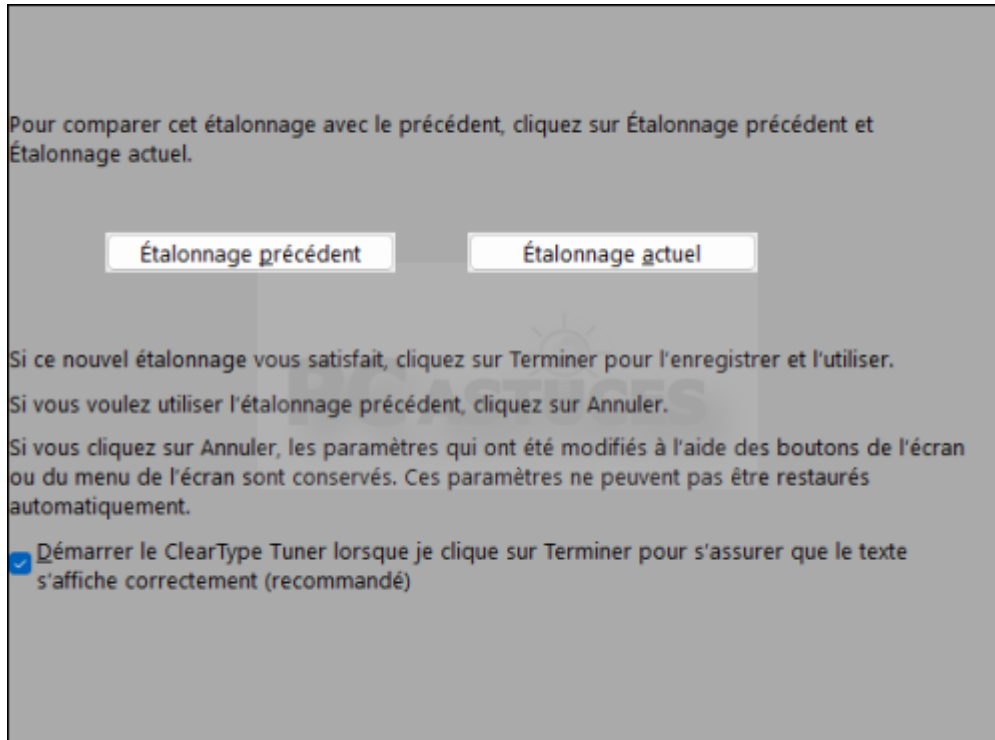 Pour comparer cet étalonnage avec le précédent, cliquez sur Étalonnage précédent et
Étalonnage actuel.
Étalonnage précédent
Étalonnage actuel
Si ce nouvel étalonnage vous satisfait, cliquez sur Terminer pour l'enregistrer et l'utiliser.
PC ASTUCES
Si vous voulez utiliser l'étalonnage précédent, cliquez sur Annuler.
Si vous cliquez sur Annuler, les paramètres qui ont été modifiés à l'aide des boutons de l'écran
ou du menu de l'écran sont conservés. Ces paramètres ne peuvent pas être restaurés
automatiquement.
Démarrer le ClearType Tuner lorsque je clique sur Terminer pour s'assurer que le texte
s'affiche correctement (recommandé)